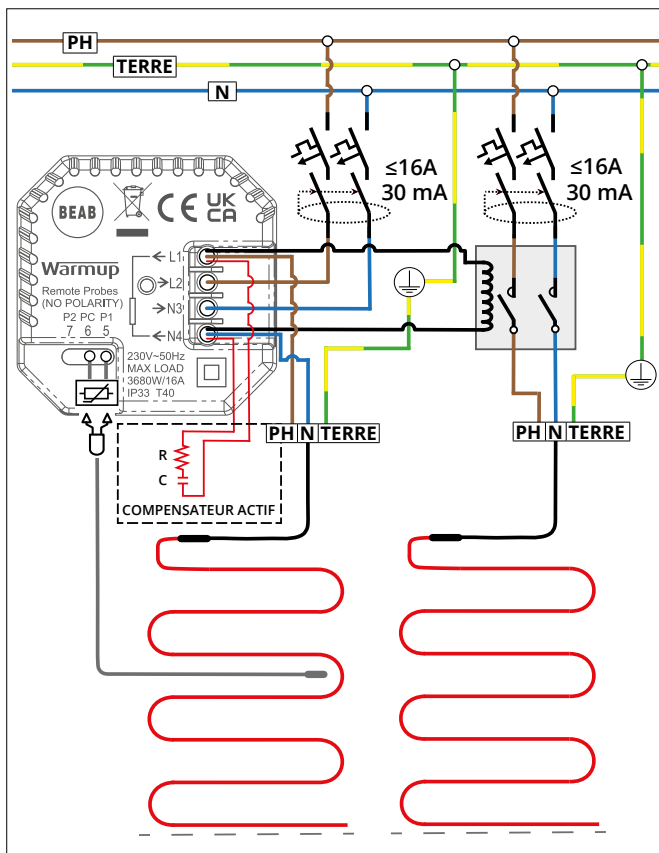 PH
TERRE
N
≤16A
30 mA
≤16A
30 mA
BEAB
CE UK
CA
Warmup
Remote Probes
(NO POLARITY)
P2 PC P1
7 6 5
L1
L2
N3
N4
230V~50Hz
MAX LOAD
3680W/16A
IP33 T40
PH N TERRE
PH N TERRE
R
C
COMPENSATEUR ACTIF